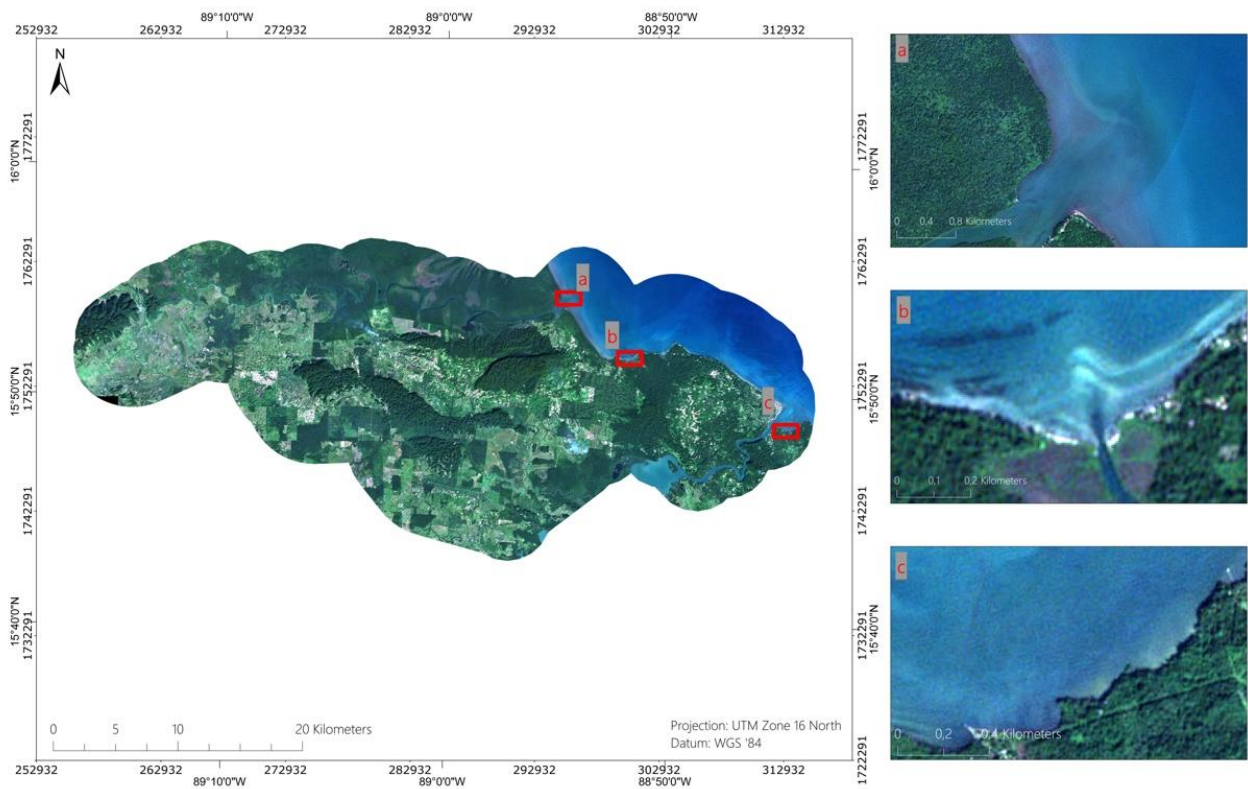 89°10'0"W 89°0'0"W 88°50'0"W
252932 262932 272932 282932 292932 302932 312932
N
a
b
c
16°0'0"N
15°50'0"N
15°40'0"N
1722291
1762291
1752291
1742291
1732291
1722291
1722291
16°0'0"N
1762291
1752291
15°50'0"N
1742291
15°40'0"N
1732291
1722291
0 5 10 20 Kilometers
Projection: UTM Zone 16 North
Datum: WGS '84
252932 262932 272932 282932 292932 302932 312932
89°10'0"W 89°0'0"W 88°50'0"W
a
0 0.4 0.8 Kilometers
b
0 0.1 0.2 Kilometers
c
0 0.2 0.4 Kilometers